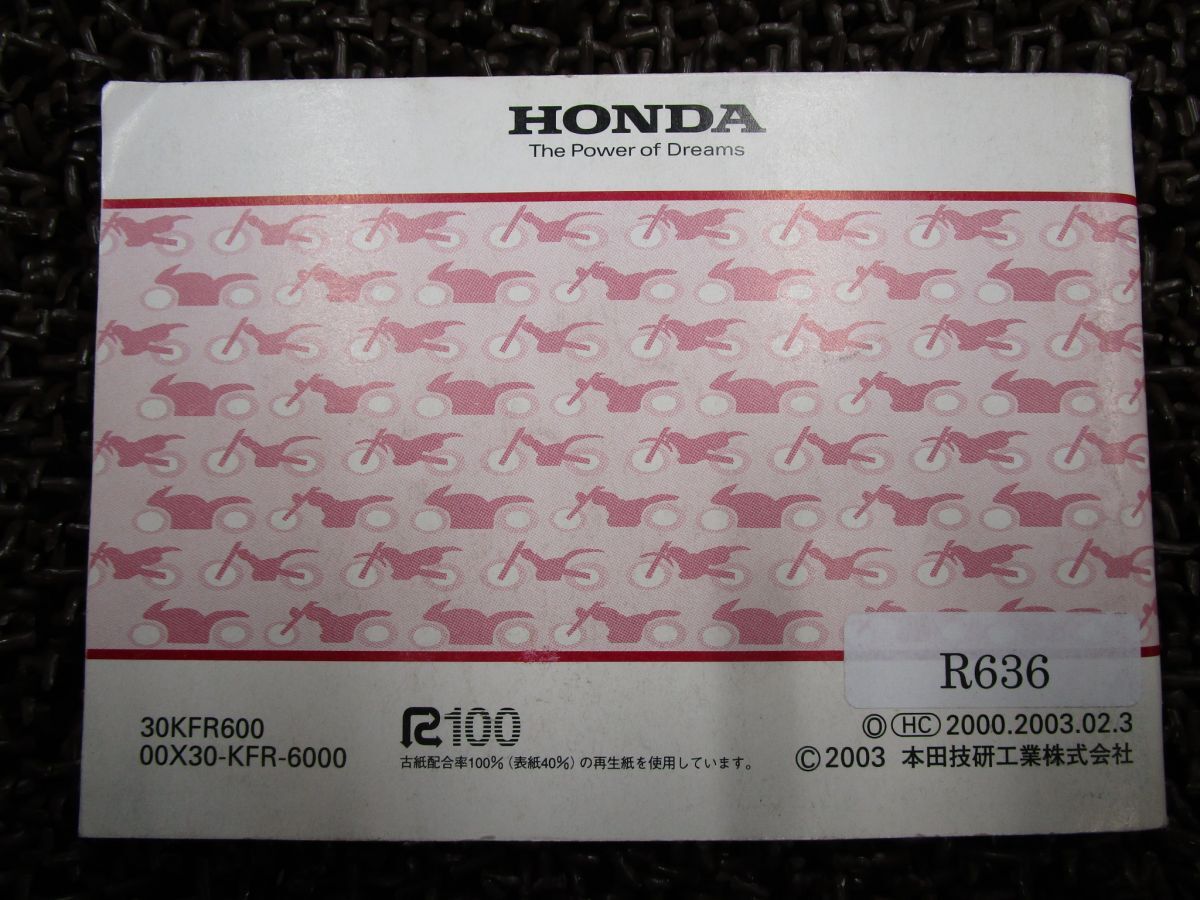 HONDA
The Power of Dreams
R636
30KFR600
00X30-KFR-6000
R100
古紙配合率100%(表紙40%)の再生紙を使用しています。
Ⓞ HC 2000.2003.02.3
©2003 本田技研工業株式会社